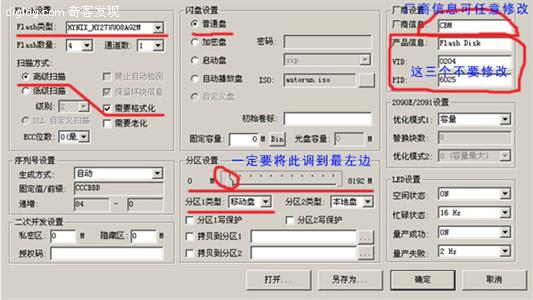 digtog.com 奇客发现
厂商信息可任意修改
设置
Flash类型: HYNIX_HY27UU08AG2M
Flash数量: 4 通道数: 1
扫描方式:
高级扫描 禁止自动检测
低级扫描 保留坏块信息
级别: 2 需要格式化
DLL 自定义扫描 需要老化
ECC位数: 0(最
闪盘设置
普通盘
加密盘 密码:
启动盘 zip
自动播放盘 ISO: autorun.iso
自定义盘
初始卷标:
固定容量: 0 M Bin 光盘容量: 0 M
厂商设置
厂商信息: CBM
产品信息: Flash Disk
VID: 0204
PID: 6025
这三个不要修改
2090E/2091设置
优化模式1: 容量
替换块数: 0
优化模式2: 0 (容量最大)
序列号设置
生成方式: 自动
固定值/前缀: CCCBBB
递增: 84 - 0
分区设置
一定要将此调到最左边
0 M 8192 M
分区1类型: 移动盘 分区2类型: 本地盘
分区1写保护 分区2写保护
拷贝到分区1 ...
拷贝到分区2 ...
LED设置
空闲状态: ON
忙碌状态: 16 Hz
量产成功: ON
量产失败: 2 Hz
二次开发设置
私密区: 0 M 隐藏区: 0 M
授权码:
打开... 另存为... 确定 取消